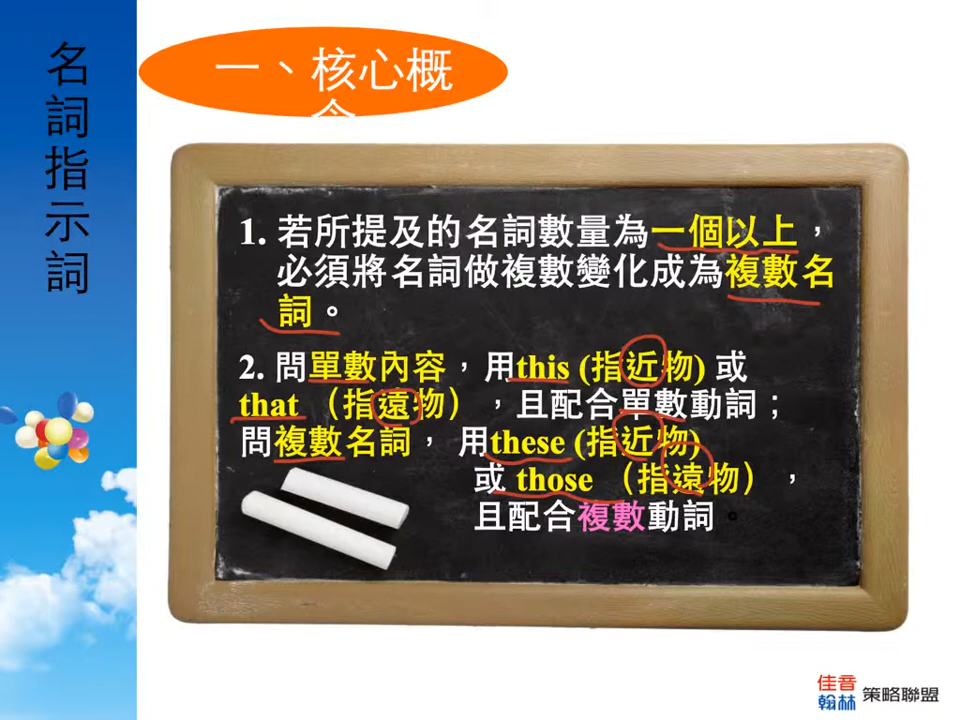 名詞指示詞
一、核心概念
1. 若所提及的名詞數量為一個以上，
必須將名詞做複數變化成為複數名
詞。
2. 問單數內容，用this (指近物) 或
that （指遠物），且配合單數動詞；
問複數名詞， 用these (指近物)
或 those （指遠物），
且配合複數動詞。
佳音
翰林 策略聯盟